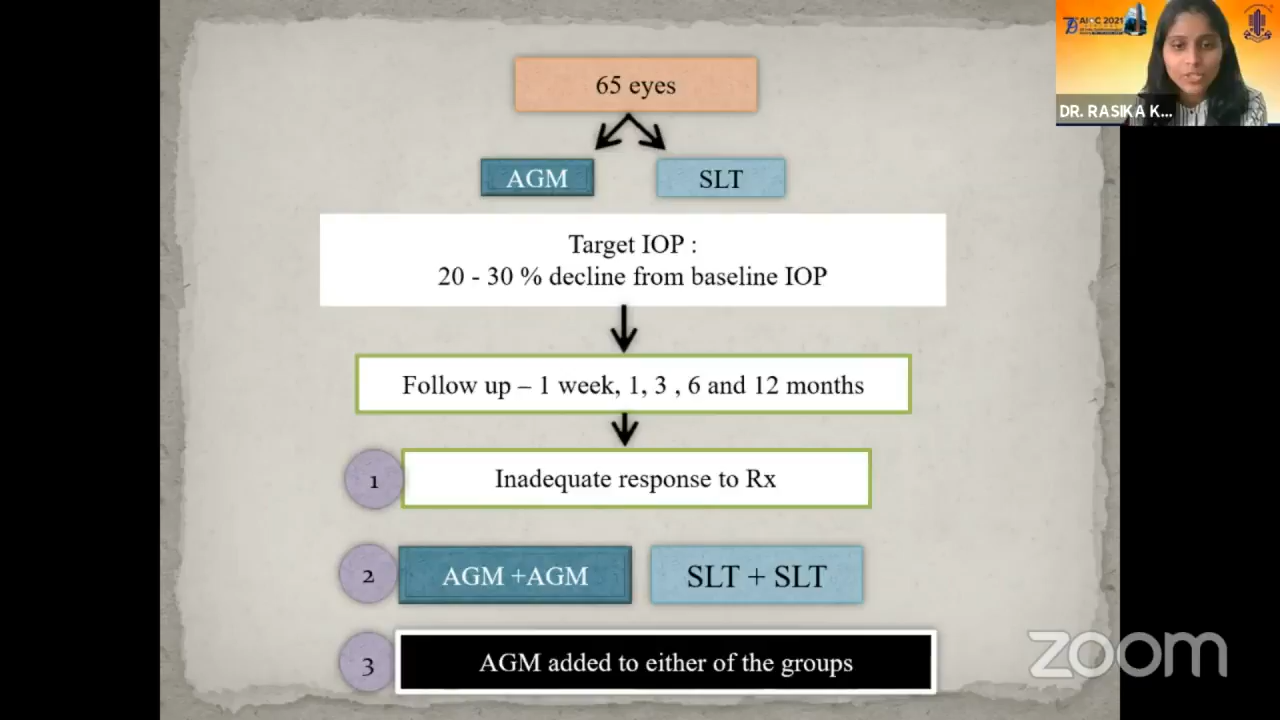 65 eyes
AGM
SLT
Target IOP :
20 - 30 % decline from baseline IOP
Follow up – 1 week, 1, 3 , 6 and 12 months
1
Inadequate response to Rx
2
AGM +AGM
SLT + SLT
3
AGM added to either of the groups
AIOC 2021
DR. RASIKA K...
zoom